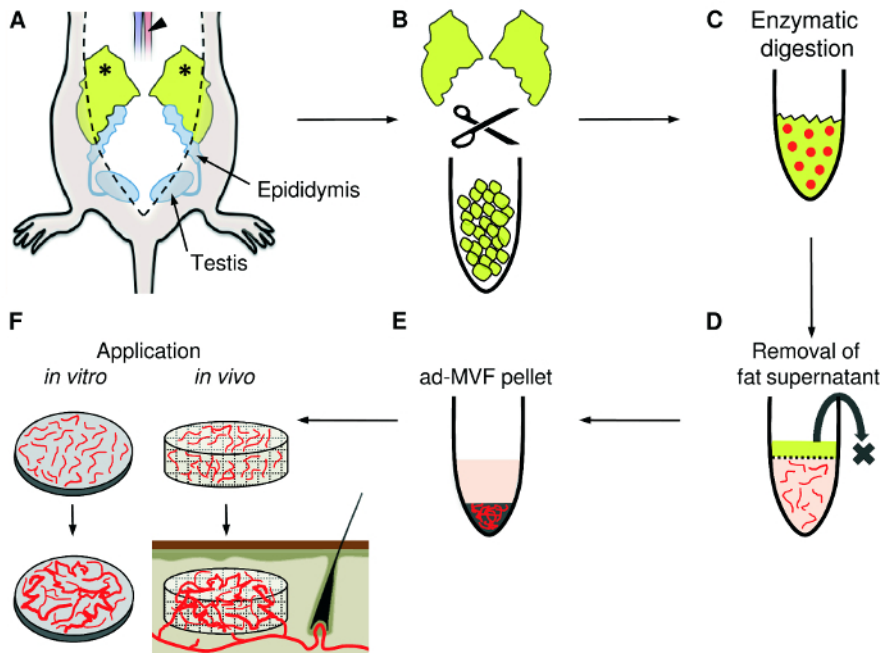 A
*
*
Epididymis
Testis
B
C
Enzymatic
digestion
D
Removal of
fat supernatant
E
ad-MVF pellet
F
Application
in vitro
in vivo